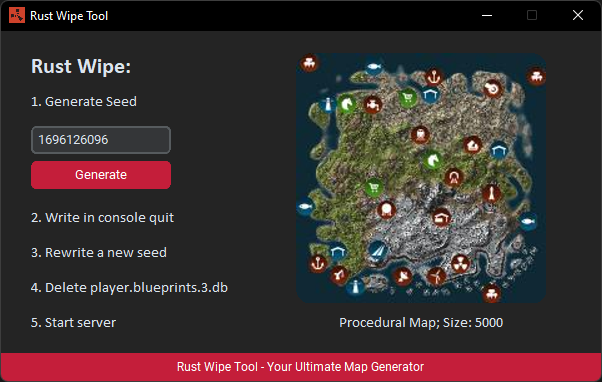 Rust Wipe Tool
Rust Wipe:
1. Generate Seed
1696126096
Generate
2. Write in console quit
3. Rewrite a new seed
4. Delete player.blueprints.3.db
5. Start server
Procedural Map; Size: 5000
Rust Wipe Tool - Your Ultimate Map Generator